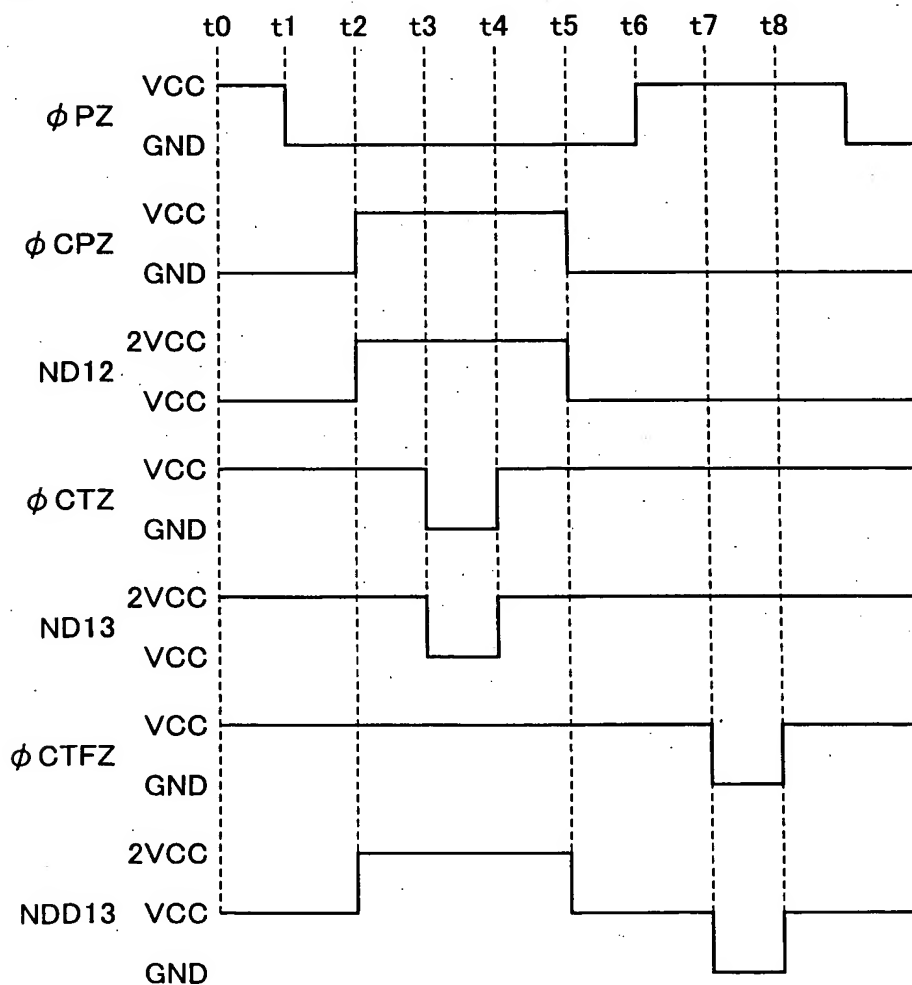 t0 t1 t2 t3 t4 t5 t6 t7 t8
VCC
φPZ
GND
VCC
φCPZ
GND
2VCC
ND12
VCC
VCC
φCTZ
GND
2VCC
ND13
VCC
VCC
φCTFZ
GND
2VCC
NDD13 VCC
GND